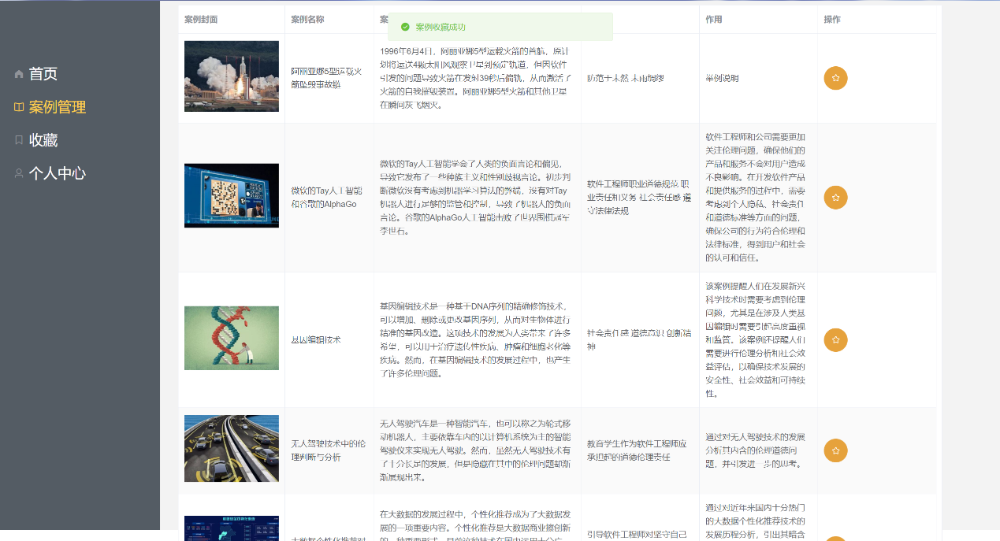 首页
案例管理
收藏
个人中心
案例封面
案例名称
案
作用
操作
案例收藏成功
阿丽亚娜5型运载火
箭坠毁事故链
1996年6月4日，阿丽亚娜5型运载火箭的首航，原计
划将运送4颗太阳风观察卫星到预定轨道，但因软件
引发的问题导致火箭在发射39秒后偏轨，从而激活了
火箭的自我摧毁装置。阿丽亚娜5型火箭和其他卫星
在瞬间灰飞烟灭。
防范于未然 未雨绸缪
举例说明
微软的Tay人工智能
和谷歌的AlphaGo
微软的Tay人工智能学会了人类的负面言论和偏见，
导致它发布了一些种族主义和性别歧视言论。初步判
断微软没有考虑到机器学习算法的弊端，没有对Tay
机器人进行足够的监管和控制，导致了机器人的负面
言论。谷歌的AlphaGo人工智能击败了世界围棋冠军
李世石。
软件工程师职业道德规范 职
业责任和义务 社会责任感 遵
守法律法规
软件工程师和公司需要更加
关注伦理问题，确保他们的
产品和服务不会对用户造成
不良影响。在开发软件产品
和提供服务的过程中，需要
考虑到个人隐私、社会责任
和道德标准等方面的问题，
确保公司的行为符合伦理和
法律标准，得到用户和社会
的认可和信任。
基因编辑技术
基因编辑技术是一种基于DNA序列的精确修饰技术，
可以增加、删除或更改基因序列，从而对生物体进行
精准的基因改造。这项技术的发展为人类带来了许多
希望，可以用于治疗遗传性疾病、肿瘤和细胞老化等
疾病。然而，在基因编辑技术的发展过程中，也产生
了许多伦理问题。
社会责任感 道德意识 创新精
神
该案例提醒人们在发展新兴
科学技术时需要考虑到伦理
问题，尤其是在涉及人类基
因编辑时需要引起高度重视
和监管。该案例还提醒人们
需要进行伦理分析和社会效
益评估，以确保技术发展的
安全性、社会效益和可持续
性。
无人驾驶技术中的伦
理判断与分析
无人驾驶汽车是一种智能汽车，也可以称之为轮式移
动机器人，主要依靠车内的以计算机系统为主的智能
驾驶仪来实现无人驾驶。然而，虽然无人驾驶技术有
了十分长足的发展，但是隐藏在其中的伦理问题却渐
渐展现出来。
教育学生作为软件工程师应
承担起的道德伦理责任
通过对无人驾驶技术的发展
分析其内含的伦理道德问
题，并引发进一步的思考。
大数据个性化推荐对
在大数据的发展过程中，个性化推荐成为了大数据发
展的一项重要内容。个性化推荐是大数据商业模创新
的一种重要形式，目前这种技术在国内运用十分广
引导软件工程师对坚守自己
通过对近年来国内十分热门
的大数据个性化推荐技术的
发展历程分析，引出其暗含